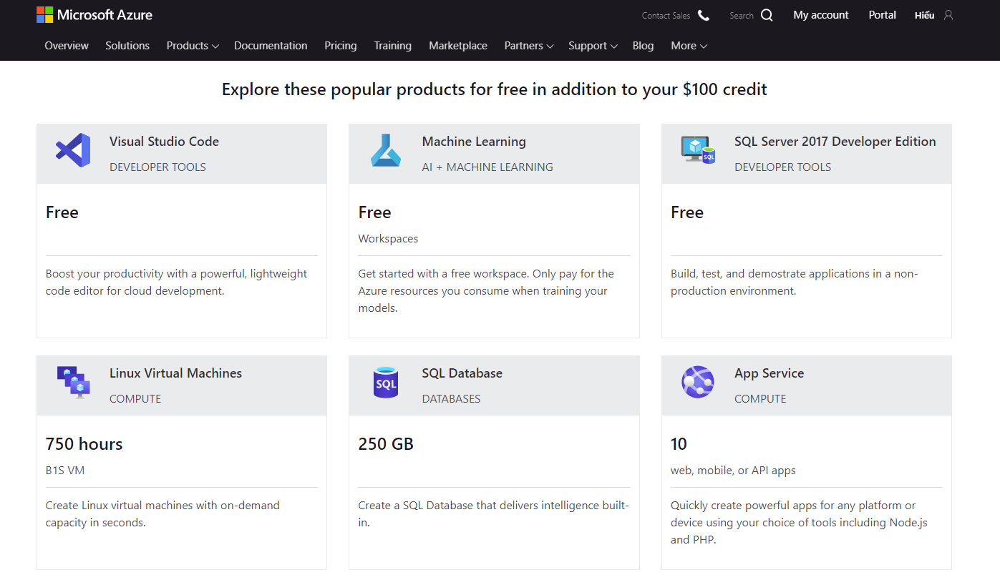 Microsoft Azure
Contact Sales Search My account Portal Hiếu
Overview Solutions Products Documentation Pricing Training Marketplace Partners Support Blog More
Explore these popular products for free in addition to your $100 credit
Visual Studio Code
DEVELOPER TOOLS
Free
Boost your productivity with a powerful, lightweight
code editor for cloud development.
Machine Learning
AI + MACHINE LEARNING
Free
Workspaces
Get started with a free workspace. Only pay for the
Azure resources you consume when training your
models.
SQL Server 2017 Developer Edition
DEVELOPER TOOLS
SQL
Free
Build, test, and demostrate applications in a non-
production environment.
Linux Virtual Machines
COMPUTE
750 hours
B1S VM
Create Linux virtual machines with on-demand
capacity in seconds.
SQL
SQL Database
DATABASES
250 GB
Create a SQL Database that delivers intelligence built-
in.
App Service
COMPUTE
10
web, mobile, or API apps
Quickly create powerful apps for any platform or
device using your choice of tools including Node.js
and PHP.